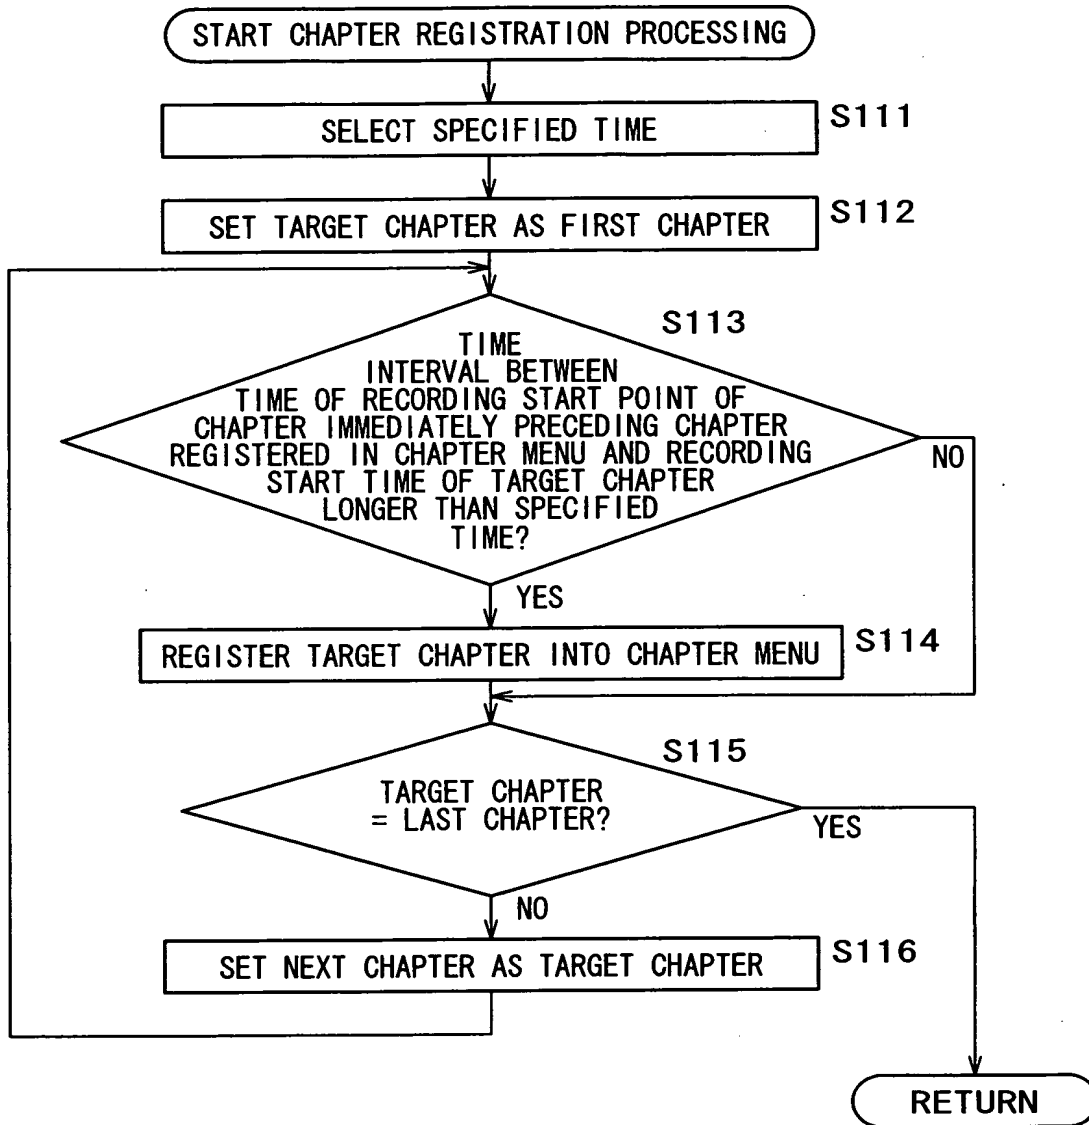 START CHAPTER REGISTRATION PROCESSING
SELECT SPECIFIED TIME
S111
SET TARGET CHAPTER AS FIRST CHAPTER
S112
S113
TIME
INTERVAL BETWEEN
TIME OF RECORDING START POINT OF
CHAPTER IMMEDIATELY PRECEDING CHAPTER
REGISTERED IN CHAPTER MENU AND RECORDING
START TIME OF TARGET CHAPTER
LONGER THAN SPECIFIED
TIME?
NO
YES
REGISTER TARGET CHAPTER INTO CHAPTER MENU
S114
S115
TARGET CHAPTER
= LAST CHAPTER?
YES
NO
SET NEXT CHAPTER AS TARGET CHAPTER
S116
RETURN